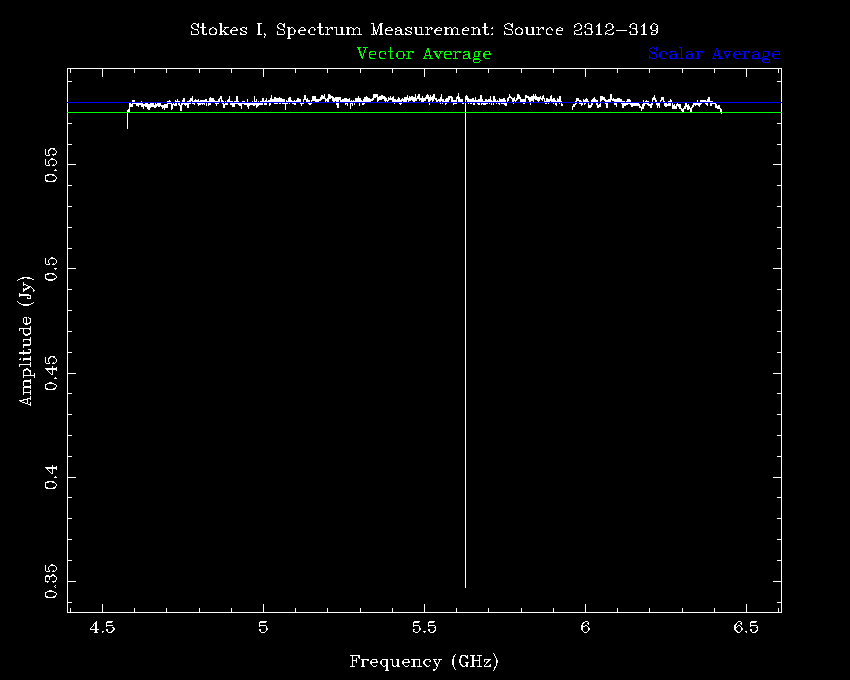 Stokes I, Spectrum Measurement: Source 2312−319
Vector Average
Scalar Average
0.55
0.5
0.45
0.4
0.35
Amplitude (Jy)
4.5 5 5.5 6 6.5
Frequency (GHz)